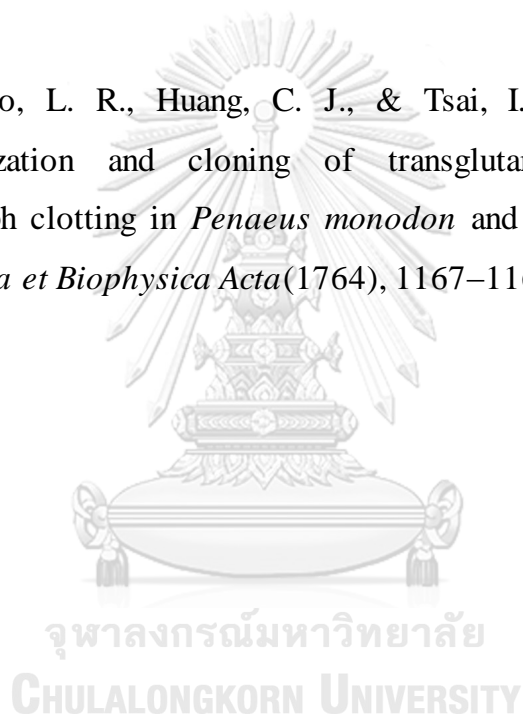 o, L. R., Huang, C. J., & Tsai, I.
zation and cloning of transgluta
ph clotting in Penaeus monodon and
a et Biophysica Acta(1764), 1167–11
จุฬาลงกรณ์มหาวิทยาลัย
CHULALONGKORN UNIVERSITY